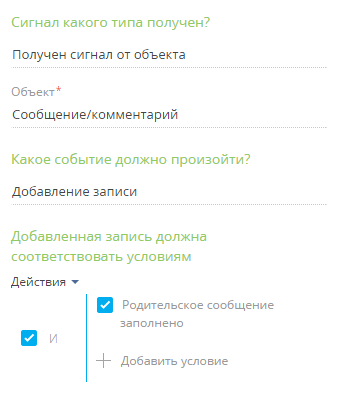 Сигнал какого типа получен?
Получен сигнал от объекта
Объект*
Сообщение/комментарий
Какое событие должно произойти?
Добавление записи
Добавленная запись должна
соответствовать условиям
Действия
Родительское сообщение
заполнено
И
Добавить условие